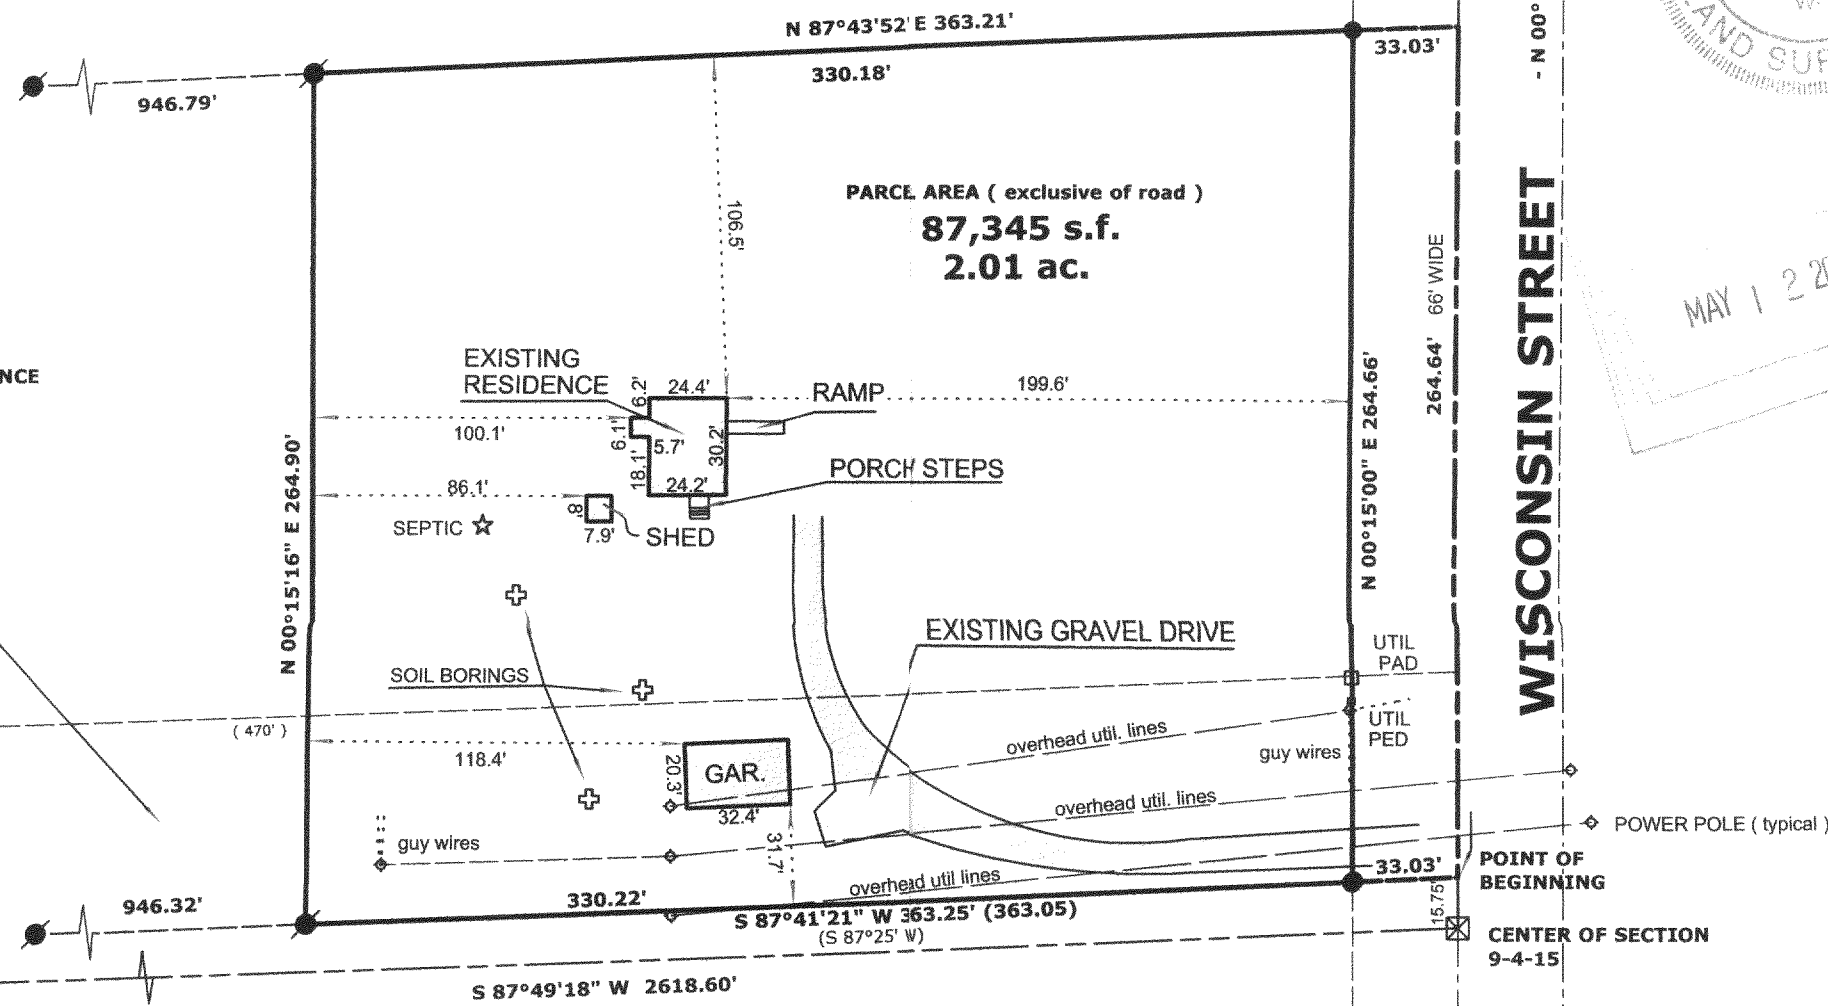 N 87°43'52" E 363.21'
33.03'
330.18'
946.79'
- N 00°
W-
AND SUR
PARCE AREA ( exclusive of road )
87,345 s.f.
2.01 ac.
106.5'
66' WIDE
264.64'
WISCONSIN STREET
MAY 12 20
NCE
EXISTING
RESIDENCE
6.2'
24.4'
RAMP
199.6'
100.1'
6.1'
5.7'
30.2'
18.1'
24.2'
PORCH STEPS
86.1'
8'
7.9'
SHED
SEPTIC
N 00°15'16" E 264.90'
N 00°15'00" E 264.66'
EXISTING GRAVEL DRIVE
SOIL BORINGS
UTIL
PAD
( 470' )
UTIL
PED
118.4'
20.3'
GAR.
32.4'
31.7'
overhead util. lines
guy wires
overhead util. lines
guy wires
POWER POLE ( typical )
overhead util lines
33.03'
POINT OF
BEGINNING
15.75'
946.32'
330.22'
S 87°41'21" W 363.25' (363.05)
(S 87°25' W)
CENTER OF SECTION
9-4-15
S 87°49'18" W 2618.60'